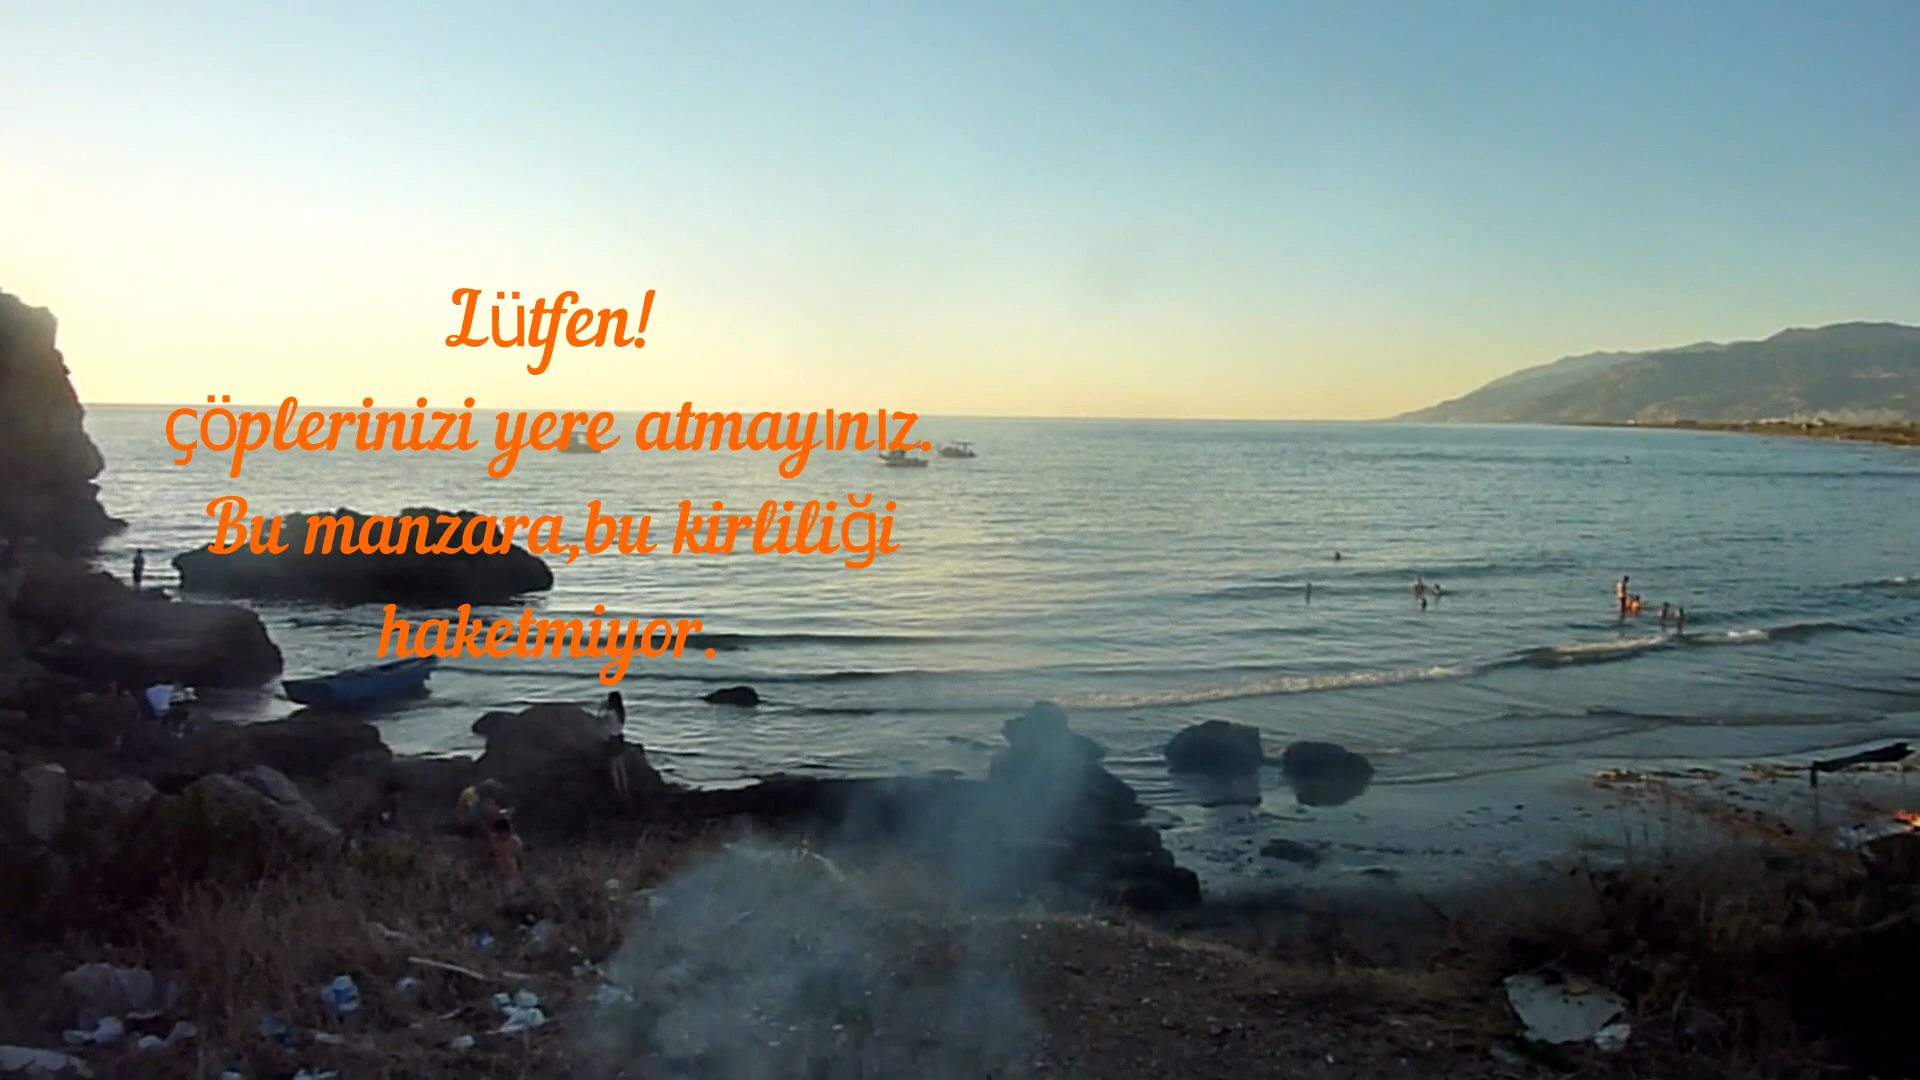 Lütfen!
çöplerinizi yere atmayınız.
Bu manzara,bu kirliliği
haketmiyor.